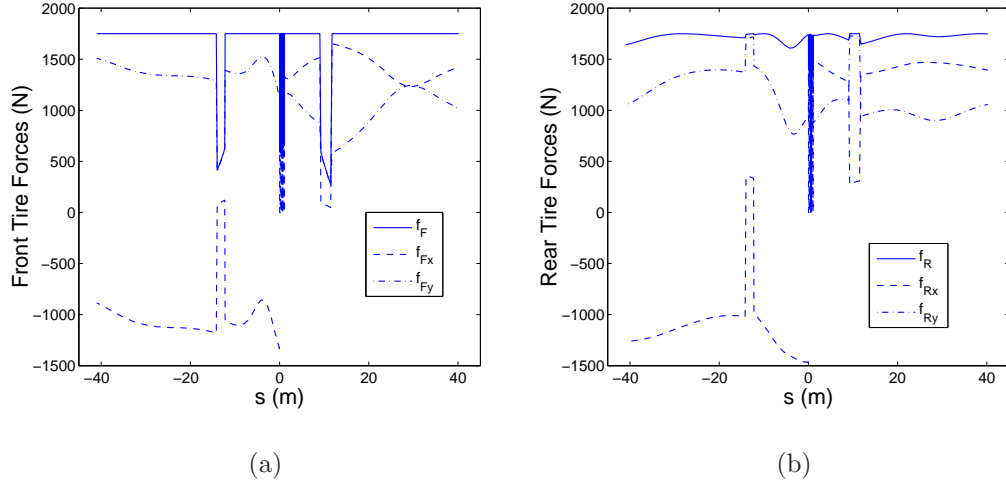 Front Tire Forces (N)
2000
1500
1000
500
0
−500
−1000
−1500
−40
−20
0
20
40
s (m)
f_F
f_Fx
f_Fy
(a)
Rear Tire Forces (N)
2000
1500
1000
500
0
−500
−1000
−1500
−40
−20
0
20
40
s (m)
f_R
f_Rx
f_Ry
(b)